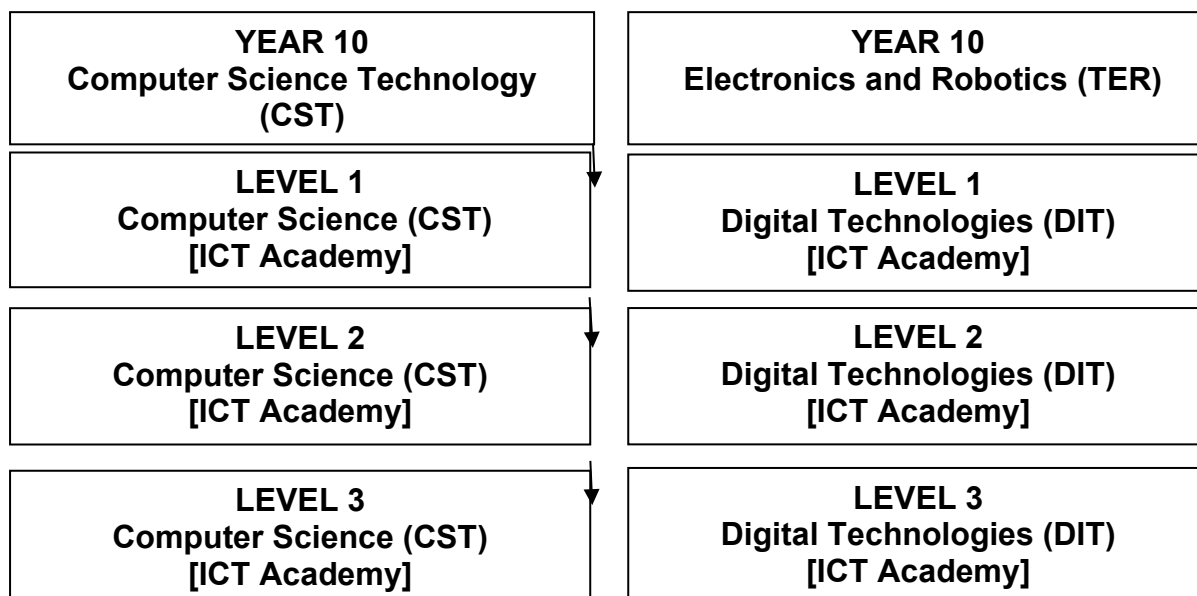 YEAR 10
Computer Science Technology
(CST)
YEAR 10
Electronics and Robotics (TER)
LEVEL 1
Computer Science (CST)
[ICT Academy]
LEVEL 1
Digital Technologies (DIT)
[ICT Academy]
LEVEL 2
Computer Science (CST)
[ICT Academy]
LEVEL 2
Digital Technologies (DIT)
[ICT Academy]
LEVEL 3
Computer Science (CST)
[ICT Academy]
LEVEL 3
Digital Technologies (DIT)
[ICT Academy]